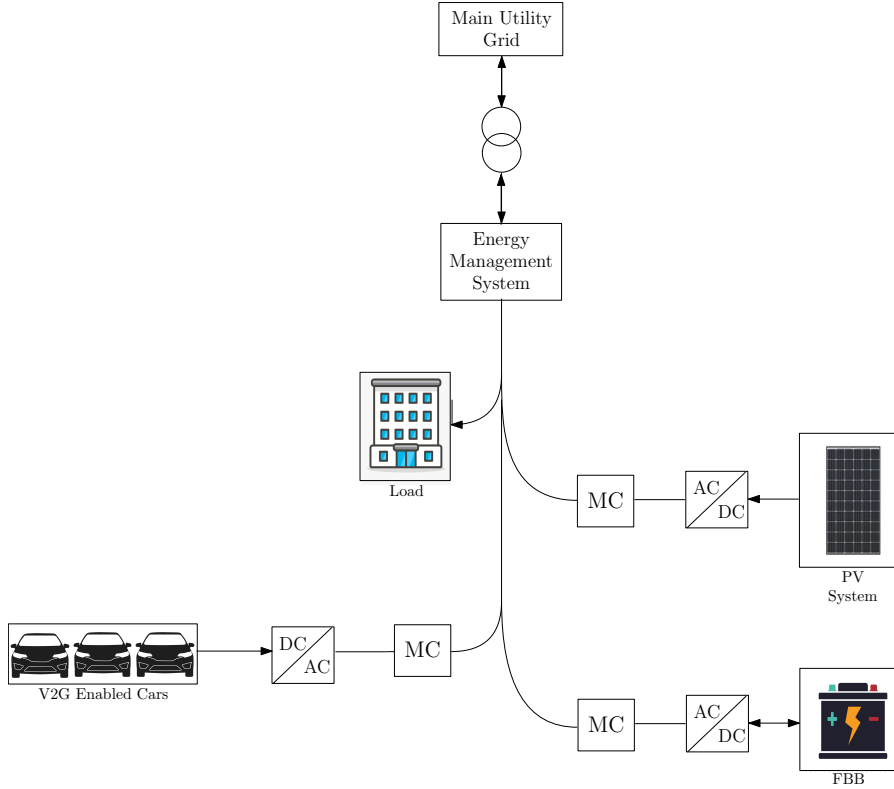 Main Utility
Grid
Energy
Management
System
Load
MC
AC
DC
PV
System
DC
AC
MC
V2G Enabled Cars
MC
AC
DC
FBB